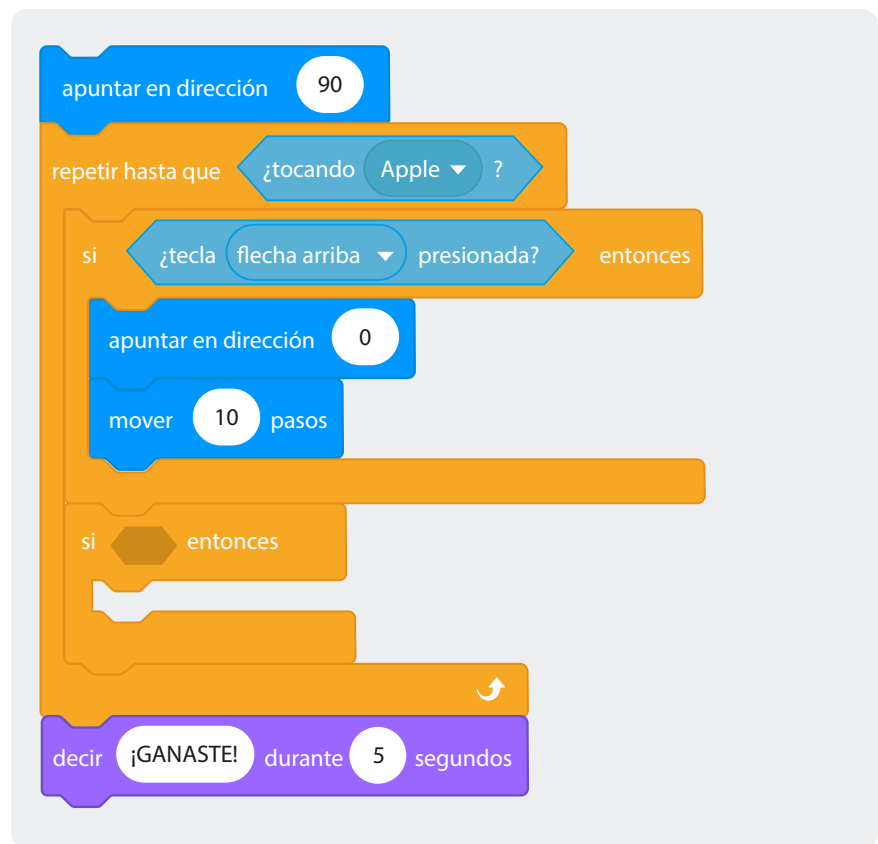 apuntar en dirección 90
repetir hasta que ¿tocando Apple ?
si ¿tecla flecha arriba presionada? entonces
apuntar en dirección 0
mover 10 pasos
si entonces
decir ¡GANASTE! durante 5 segundos